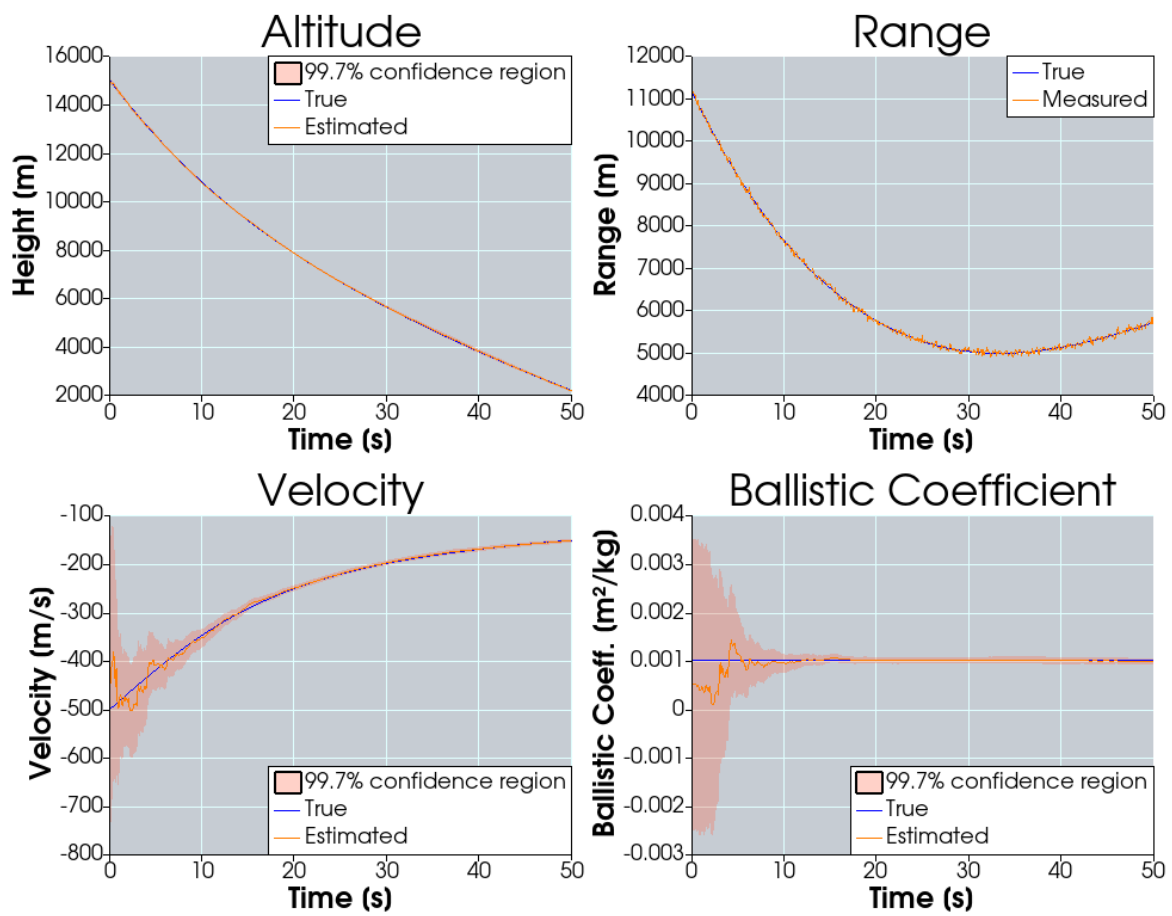 Altitude
16000
14000
12000
10000
8000
6000
4000
2000
Height (m)
99.7% confidence region
True
Estimated
0 10 20 30 40 50
Time (s)
Range
12000
11000
10000
9000
8000
7000
6000
5000
4000
Range (m)
True
Measured
0 10 20 30 40 50
Time (s)
Velocity
-100
-200
-300
-400
-500
-600
-700
-800
Velocity (m/s)
99.7% confidence region
True
Estimated
0 10 20 30 40 50
Time (s)
Ballistic Coefficient
0.004
0.003
0.002
0.001
0
-0.001
-0.002
-0.003
Ballistic Coeff. (m²/kg)
99.7% confidence region
True
Estimated
0 10 20 30 40 50
Time (s)